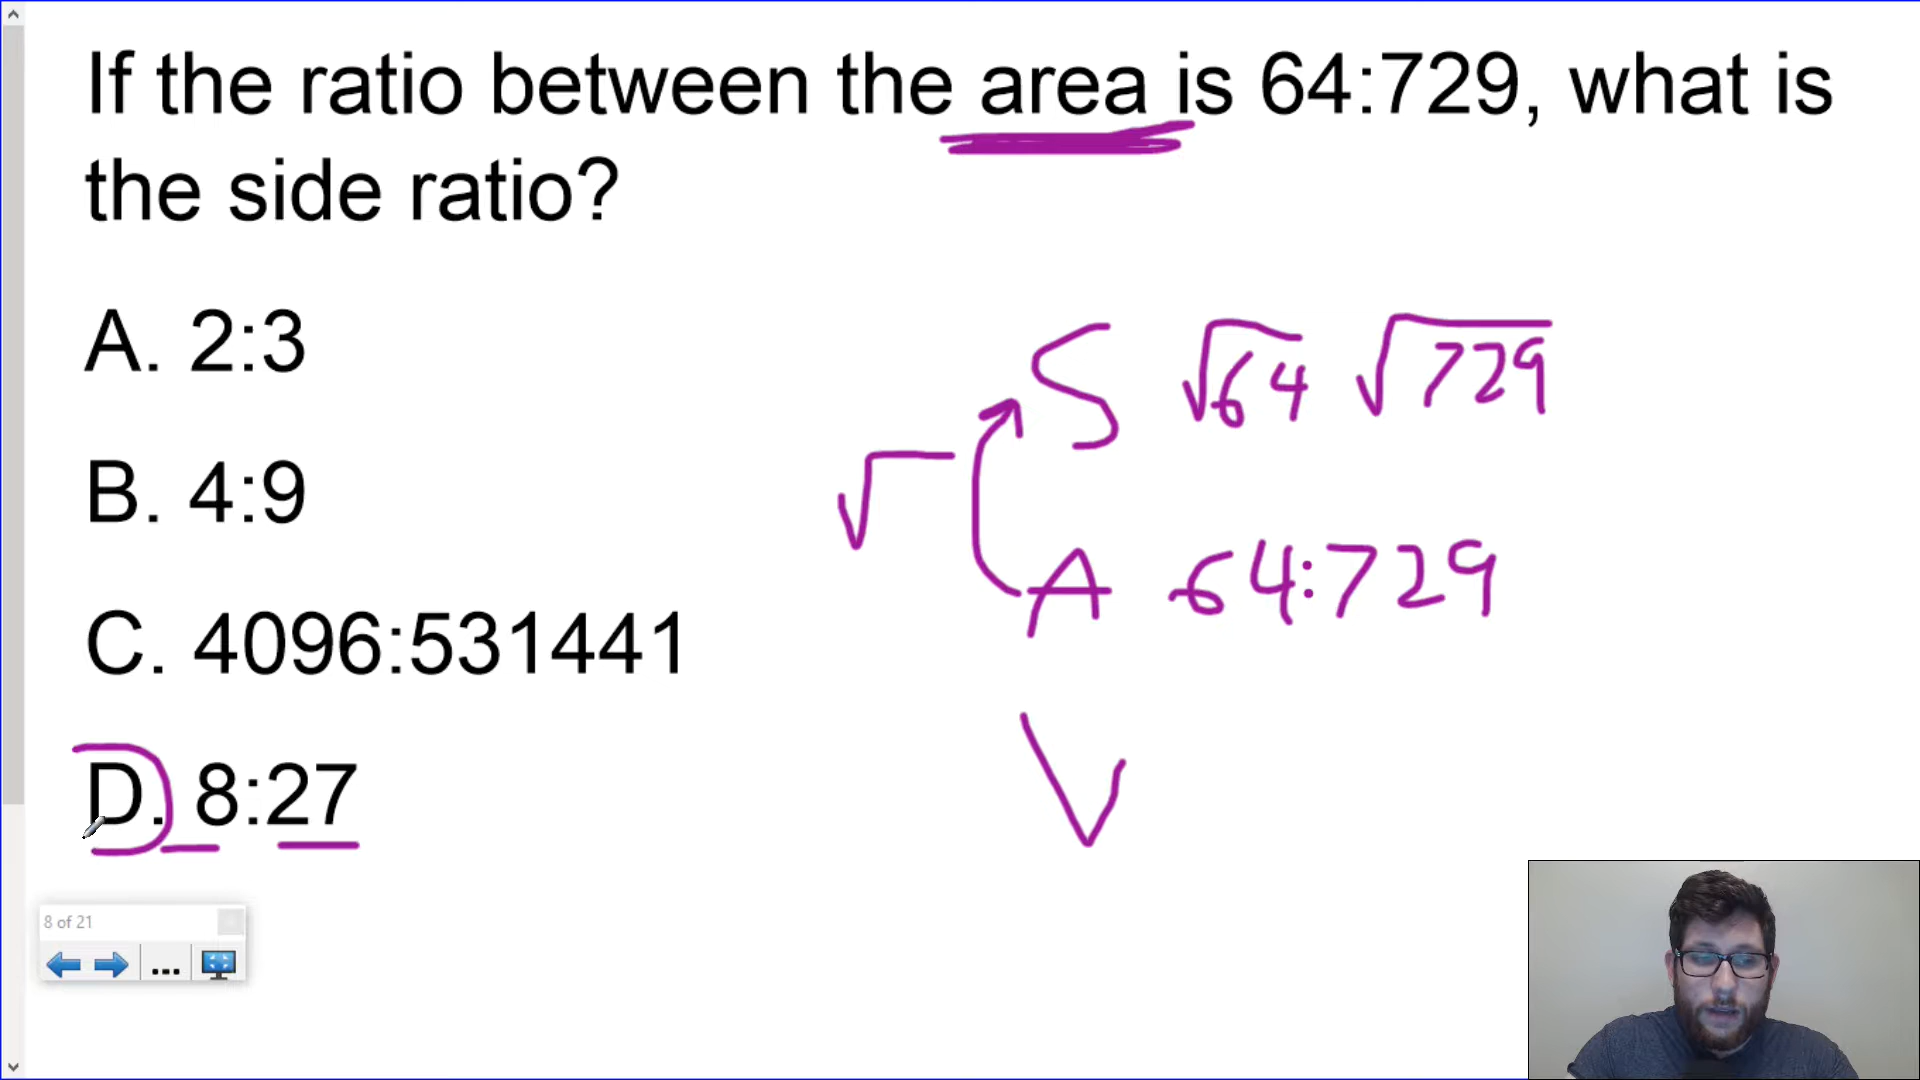 If the ratio between the area is 64:729, what is
the side ratio?
A. 2:3
B. 4:9
C. 4096:531441
D. 8:27
S √64 √729
√
A 64:729
V
8 of 21
...